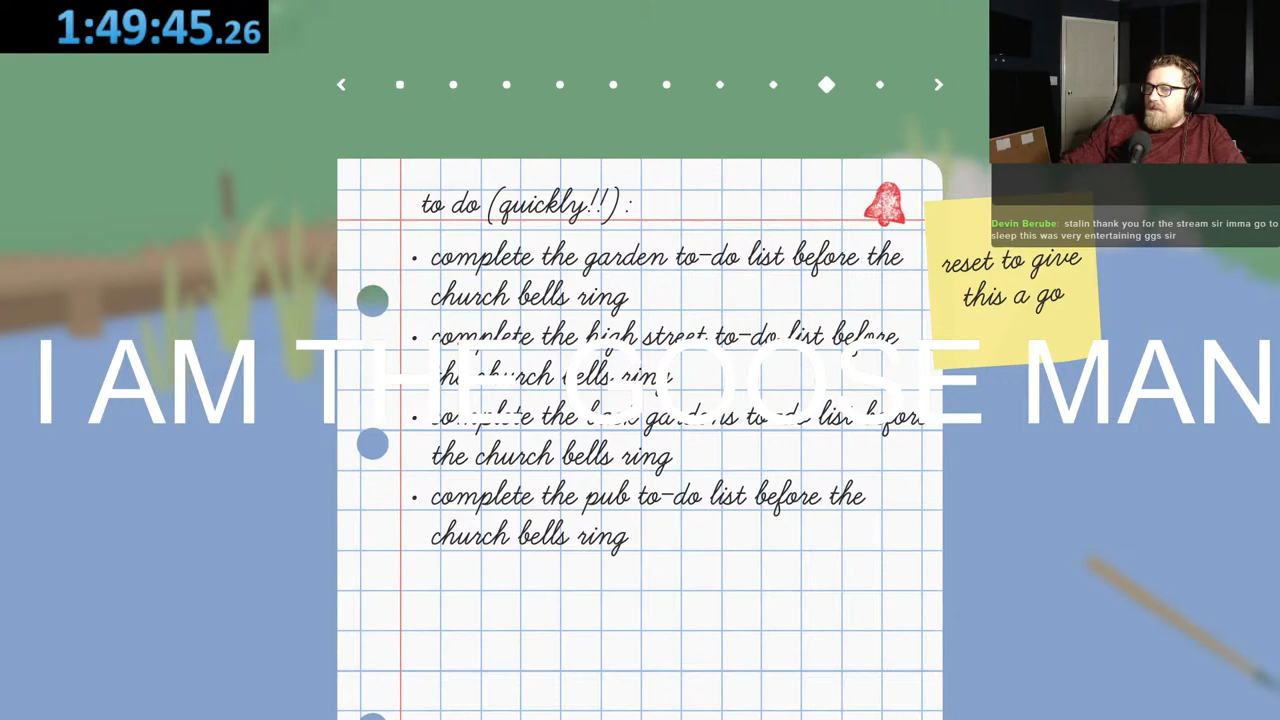 1:49:45.26
to do (quickly!!) :
• complete the garden to-do list before the
church bells ring
• complete the high street to-do list before
the church bells ring
• complete the back gardens to-do list before
the church bells ring
• complete the pub to-do list before the
church bells ring
I AM THE GOOSE MAN
Devin Berube: stalin thank you for the stream sir imma go to
sleep this was very entertaining ggs sir
reset to give
this a go